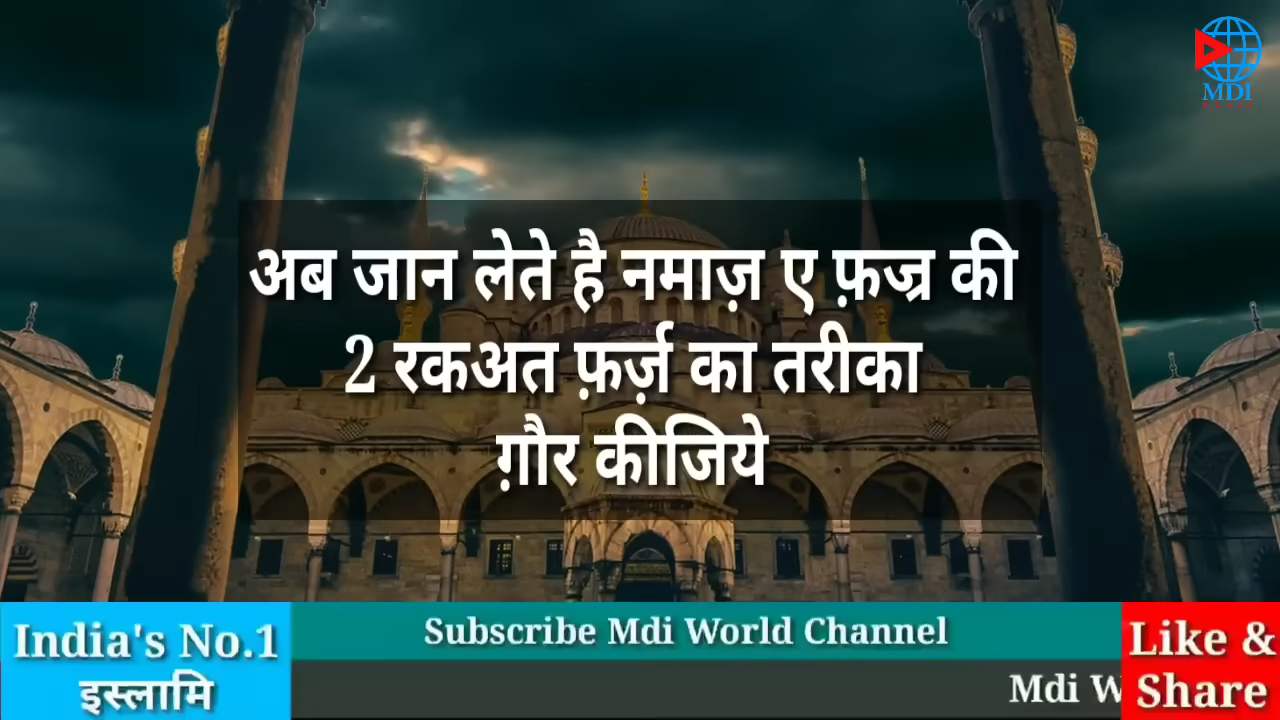 MDI
अब जान लेते है नमाज़ ए फ़ज्र की
2 रकअत फ़र्ज़ का तरीका
ग़ौर कीजिये
India's No.1
इस्लामि
Subscribe Mdi World Channel
Mdi W
Like &
Share